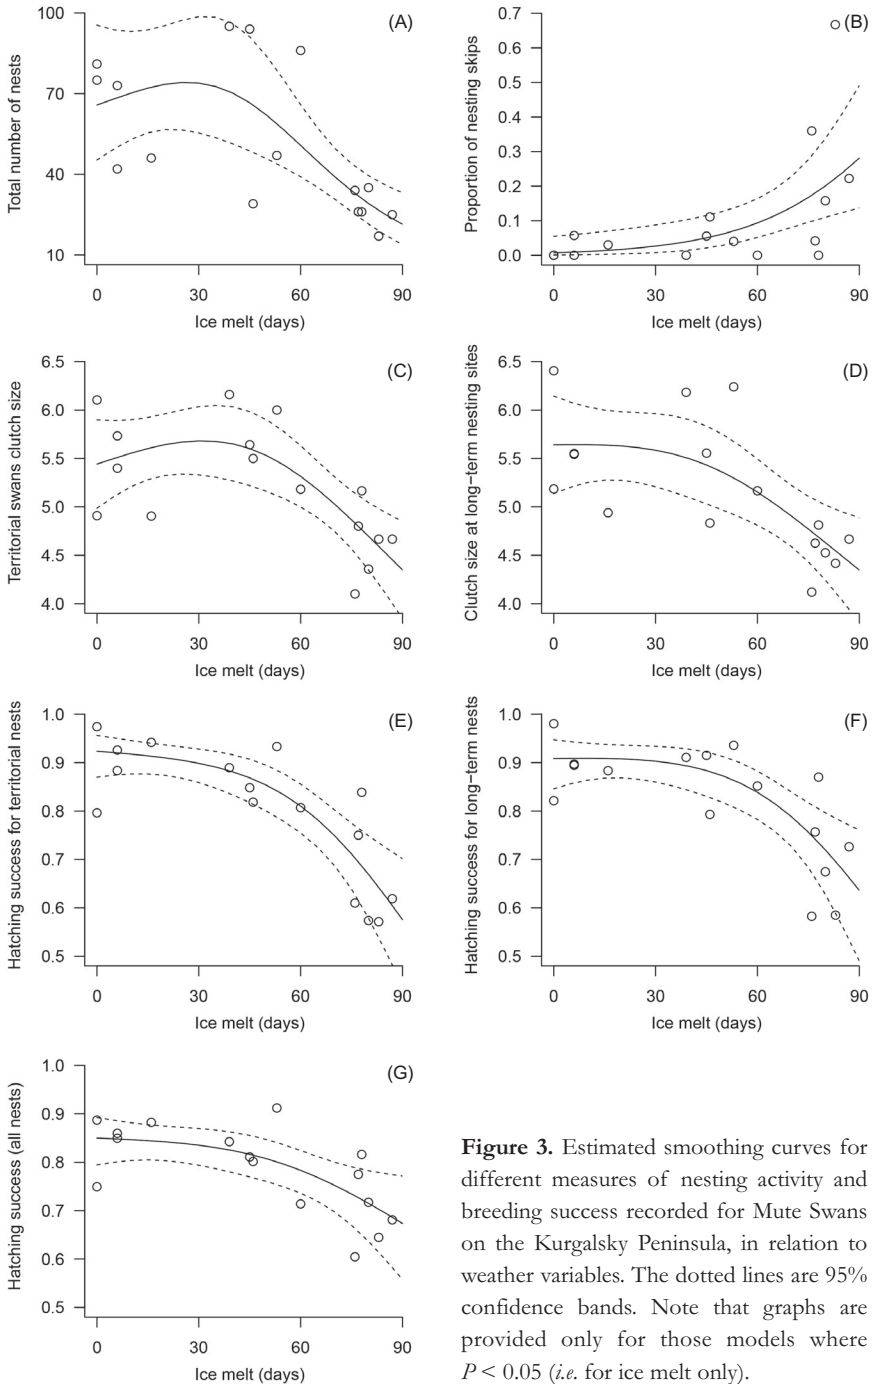 (A)
Total number of nests
100
70
40
10
0 30 60 90
Ice melt (days)
(B)
Proportion of nesting skips
0.7
0.6
0.5
0.4
0.3
0.2
0.1
0.0
0 30 60 90
Ice melt (days)
(C)
Territorial swans clutch size
6.5
6.0
5.5
5.0
4.5
4.0
0 30 60 90
Ice melt (days)
(D)
Clutch size at long−term nesting sites
6.5
6.0
5.5
5.0
4.5
4.0
0 30 60 90
Ice melt (days)
(E)
Hatching success for territorial nests
1.0
0.9
0.8
0.7
0.6
0.5
0 30 60 90
Ice melt (days)
(F)
Hatching success for long−term nests
1.0
0.9
0.8
0.7
0.6
0.5
0 30 60 90
Ice melt (days)
(G)
Hatching success (all nests)
1.0
0.9
0.8
0.7
0.6
0.5
0 30 60 90
Ice melt (days)
Figure 3. Estimated smoothing curves for
different measures of nesting activity and
breeding success recorded for Mute Swans
on the Kurgalsky Peninsula, in relation to
weather variables. The dotted lines are 95%
confidence bands. Note that graphs are
provided only for those models where
P < 0.05 (i.e. for ice melt only).